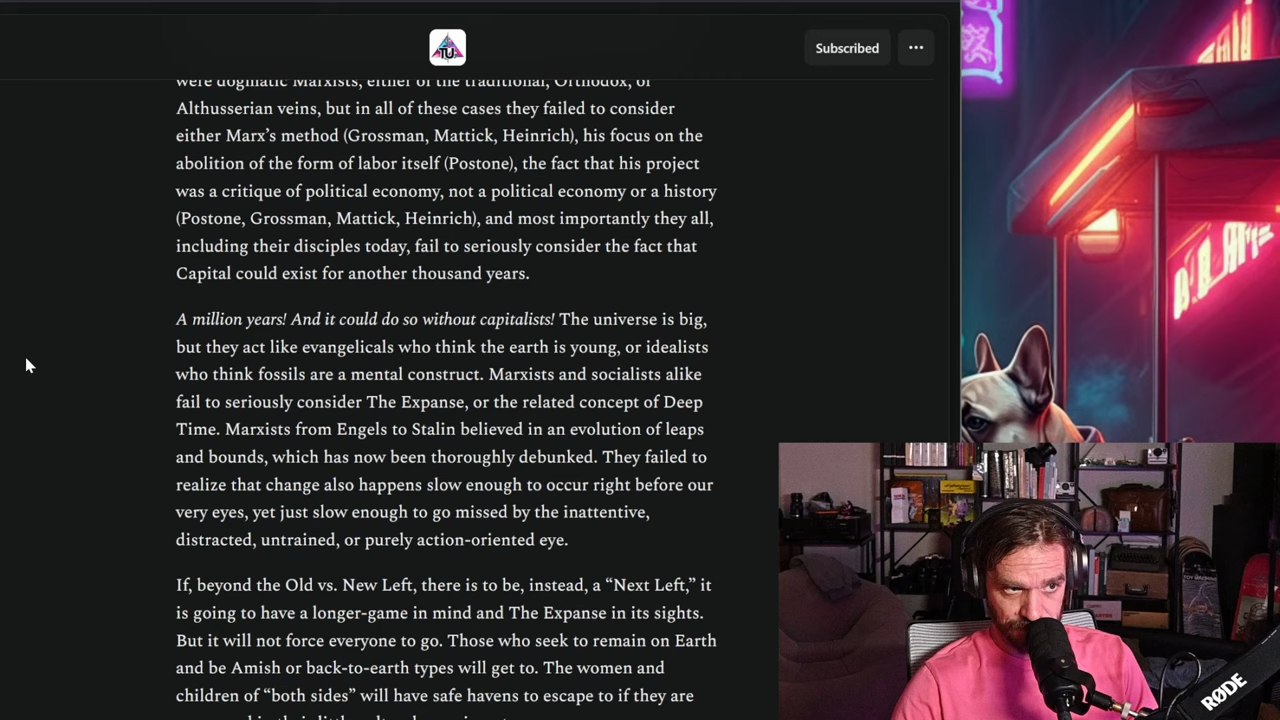 TU
Subscribed
were dogmatic Marxists, either of the traditional, Orthodox, or
Althusserian veins, but in all of these cases they failed to consider
either Marx’s method (Grossman, Mattick, Heinrich), his focus on the
abolition of the form of labor itself (Postone), the fact that his project
was a critique of political economy, not a political economy or a history
(Postone, Grossman, Mattick, Heinrich), and most importantly they all,
including their disciples today, fail to seriously consider the fact that
Capital could exist for another thousand years.
A million years! And it could do so without capitalists! The universe is big,
but they act like evangelicals who think the earth is young, or idealists
who think fossils are a mental construct. Marxists and socialists alike
fail to seriously consider The Expanse, or the related concept of Deep
Time. Marxists from Engels to Stalin believed in an evolution of leaps
and bounds, which has now been thoroughly debunked. They failed to
realize that change also happens slow enough to occur right before our
very eyes, yet just slow enough to go missed by the inattentive,
distracted, untrained, or purely action-oriented eye.
If, beyond the Old vs. New Left, there is to be, instead, a “Next Left,” it
is going to have a longer-game in mind and The Expanse in its sights.
But it will not force everyone to go. Those who seek to remain on Earth
and be Amish or back-to-earth types will get to. The women and
children of “both sides” will have safe havens to escape to if they are
RØDE